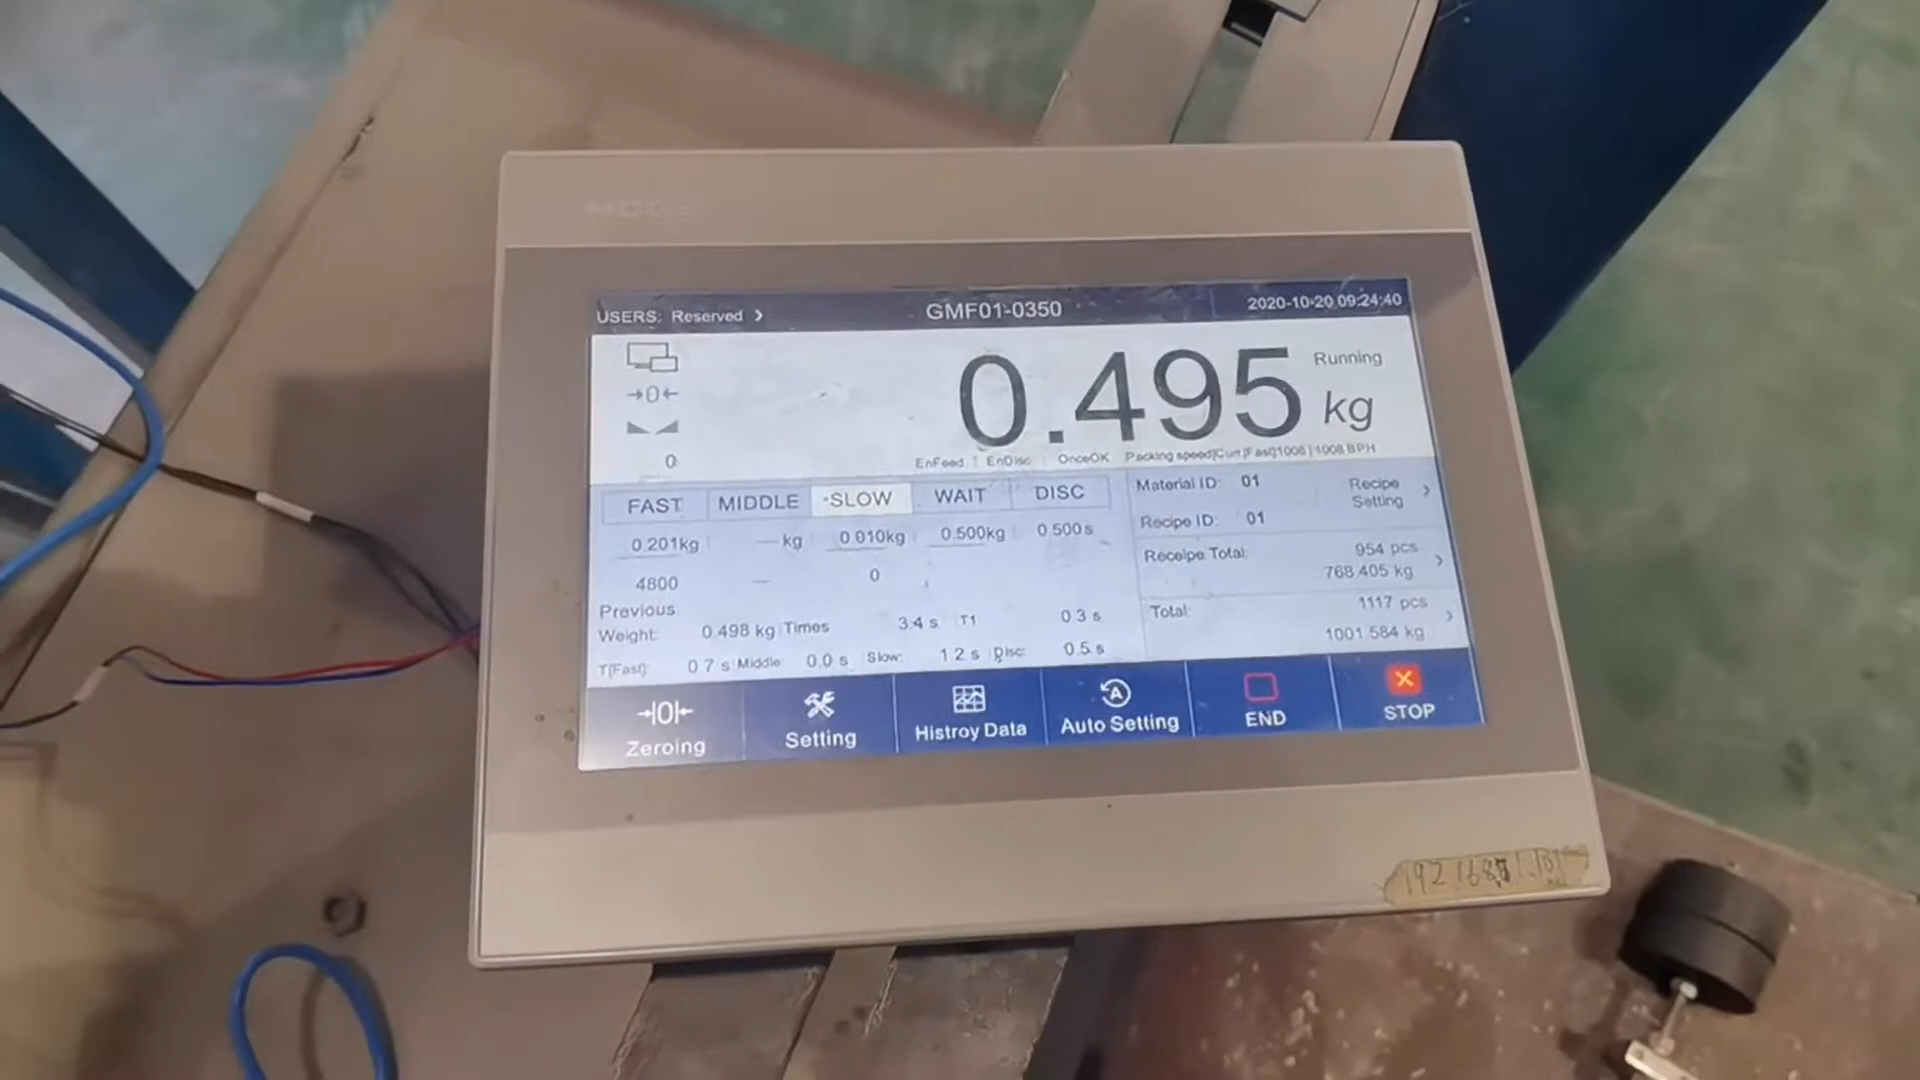 USERS: Reserved > GMF01-0350 2020-10-20 09:24:40
→0←
0
0.495 kg
Running
EnFeed EnDisc OnceOK Packing speed|Curr.|Fast|1008 | 1008 BPH
FAST MIDDLE SLOW WAIT DISC
0.201kg — kg 0.010kg 0.500kg 0.500s
4800 — 0
Previous
Weight: 0.498 kg Times 3.4 s T1 0.3 s
T(Fast): 0.7 s Middle: 0.0 s Slow: 1.2 s Disc: 0.5 s
Material ID: 01
Recipe ID: 01
Recipe
Setting >
Receipe Total: 954 pcs
768.405 kg >
Total: 1117 pcs
1001.584 kg >
→|0|←
Zeroing
Setting
Histroy Data
A
Auto Setting
END
STOP